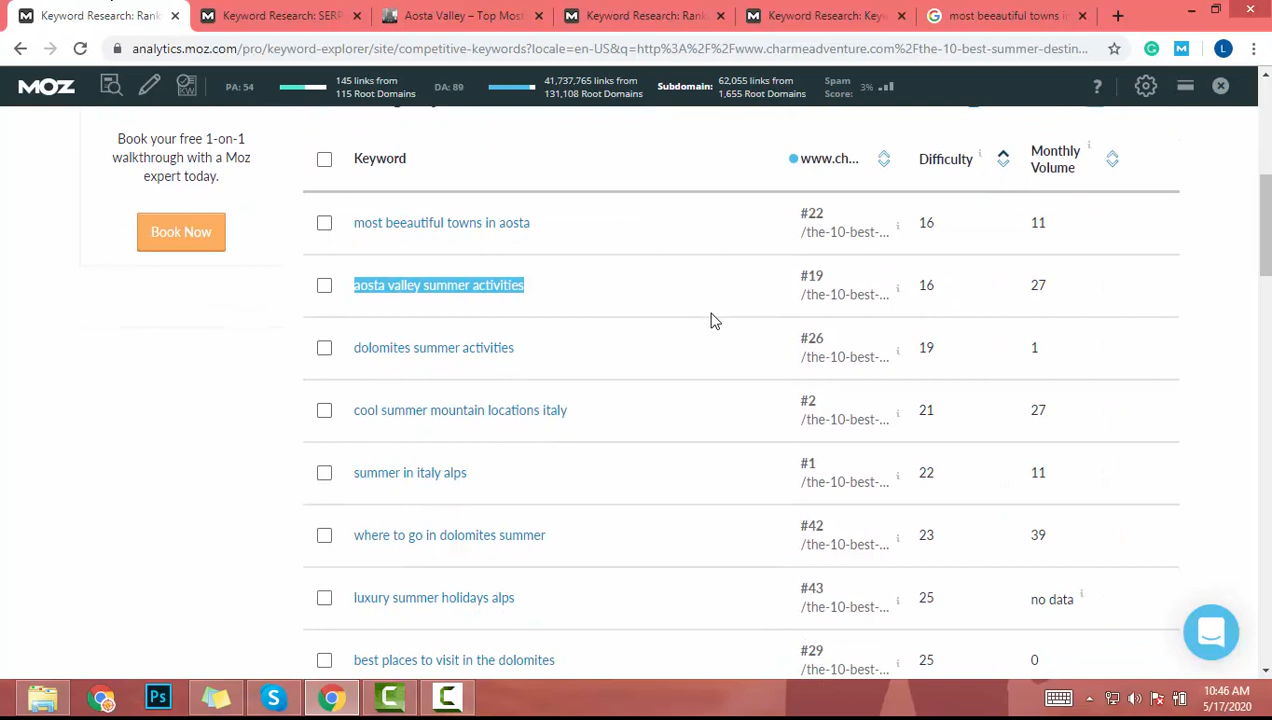 Keyword Research: Rank
Keyword Research: SERP
Aosta Valley – Top Most
Keyword Research: Rank
Keyword Research: Key
most beeautiful towns in
analytics.moz.com/pro/keyword-explorer/site/competitive-keywords?locale=en-US&q=http%3A%2F%2Fwww.charmeadventure.com%2Fthe-10-best-summer-destin...
L
MOZ
PA: 54
145 links from
115 Root Domains
DA: 89
41,737,765 links from
131,108 Root Domains
Subdomain:
62,055 links from
1,655 Root Domains
Spam
Score:
3%
?
Book your free 1-on-1
walkthrough with a Moz
expert today.
Book Now
Keyword
www.ch...
Difficulty
Monthly
Volume
most beeautiful towns in aosta
#22
/the-10-best-...
16
11
aosta valley summer activities
#19
/the-10-best-...
16
27
dolomites summer activities
#26
/the-10-best-...
19
1
cool summer mountain locations italy
#2
/the-10-best-...
21
27
summer in italy alps
#1
/the-10-best-...
22
11
where to go in dolomites summer
#42
/the-10-best-...
23
39
luxury summer holidays alps
#43
/the-10-best-...
25
no data
best places to visit in the dolomites
#29
/the-10-best-...
25
0
Ps
10:46 AM
5/17/2020